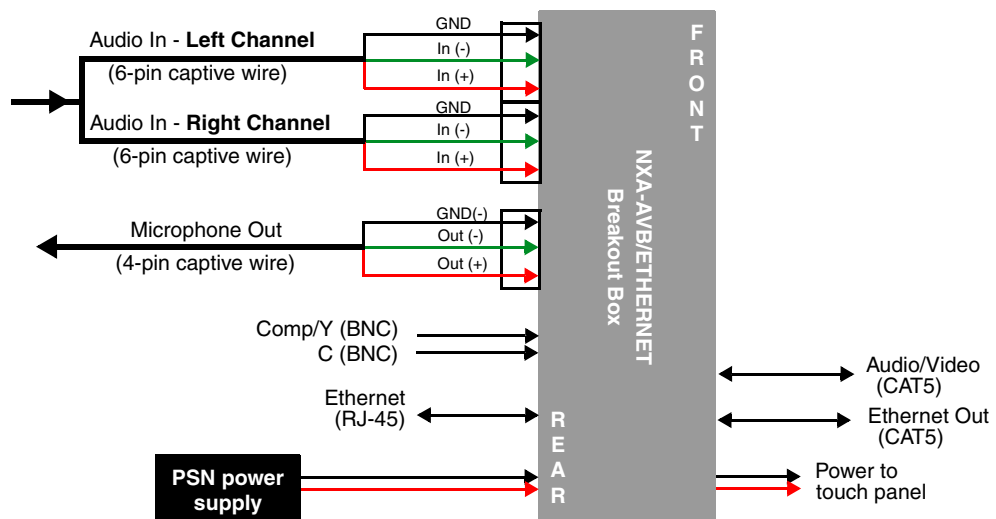 Audio In - Left Channel
(6-pin captive wire)
GND
In (-)
In (+)
Audio In - Right Channel
(6-pin captive wire)
GND
In (-)
In (+)
Microphone Out
(4-pin captive wire)
GND(-)
Out (-)
Out (+)
Comp/Y (BNC)
C (BNC)
Ethernet
(RJ-45)
PSN power
supply
FRONT
NXA-AVB/ETHERNET
Breakout Box
REAR
Audio/Video
(CAT5)
Ethernet Out
(CAT5)
Power to
touch panel